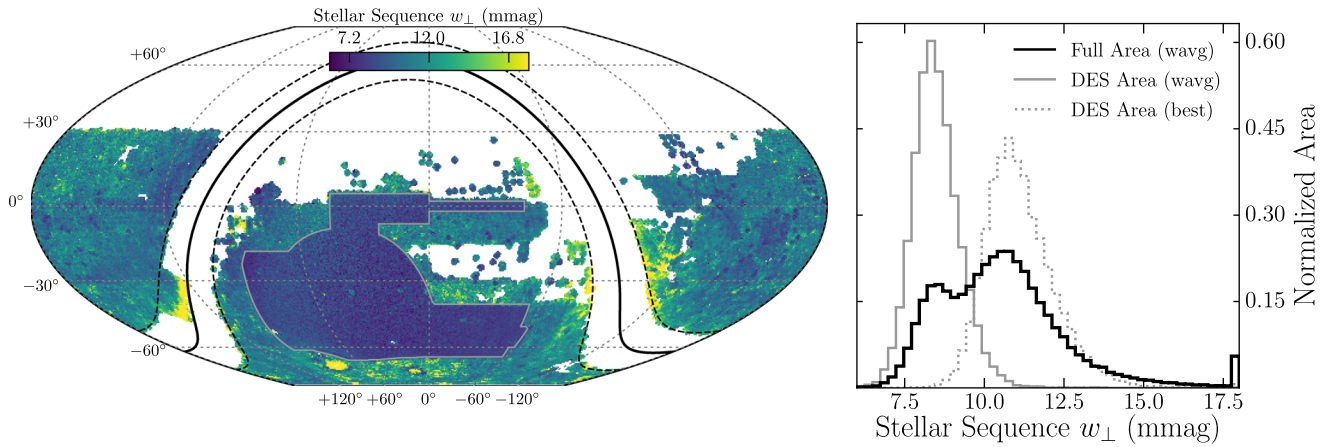 Stellar Sequence w⊥ (mmag)
7.2 12.0 16.8
+60°
+30°
0°
−30°
−60°
+120° +60° 0° −60° −120°
Full Area (wavg)
DES Area (wavg)
DES Area (best)
0.60
0.45
0.30
0.15
Normalized Area
7.5 10.0 12.5 15.0 17.5
Stellar Sequence w⊥ (mmag)